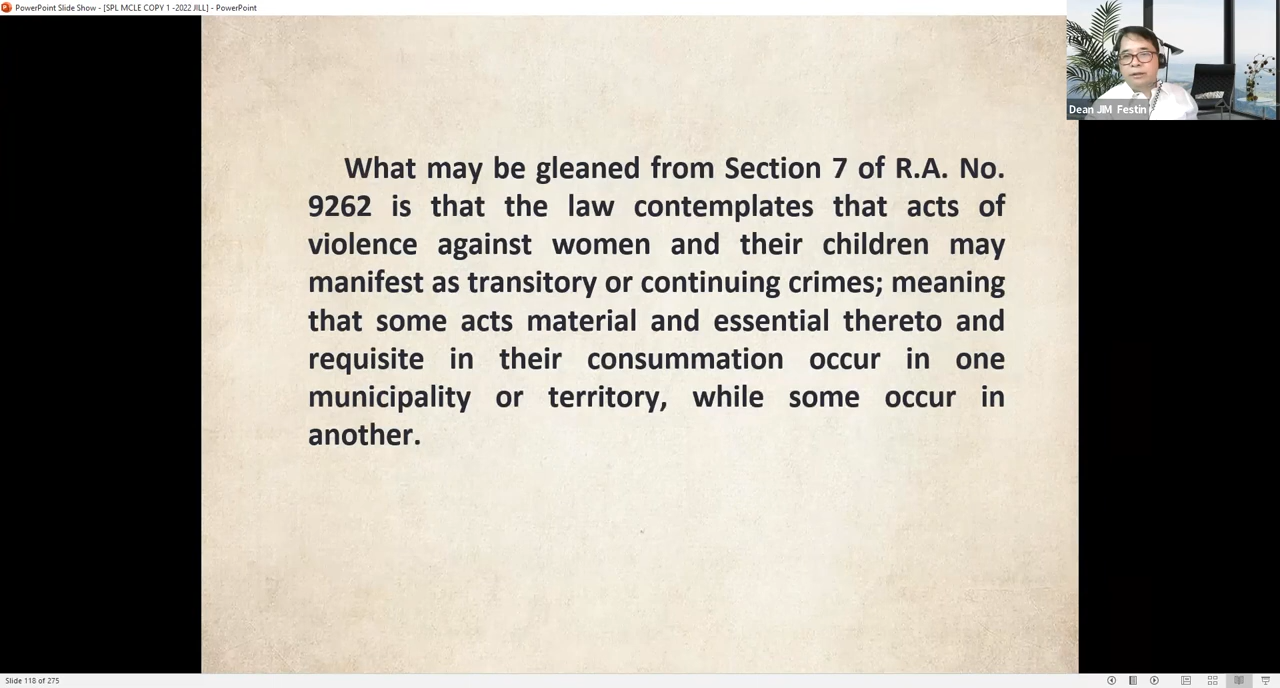 PowerPoint Slide Show - [SPL MCLE COPY 1 -2022 JILL] - PowerPoint
Dean JIM Festin
What may be gleaned from Section 7 of R.A. No.
9262 is that the law contemplates that acts of
violence against women and their children may
manifest as transitory or continuing crimes; meaning
that some acts material and essential thereto and
requisite in their consummation occur in one
municipality or territory, while some occur in
another.
Slide 118 of 275